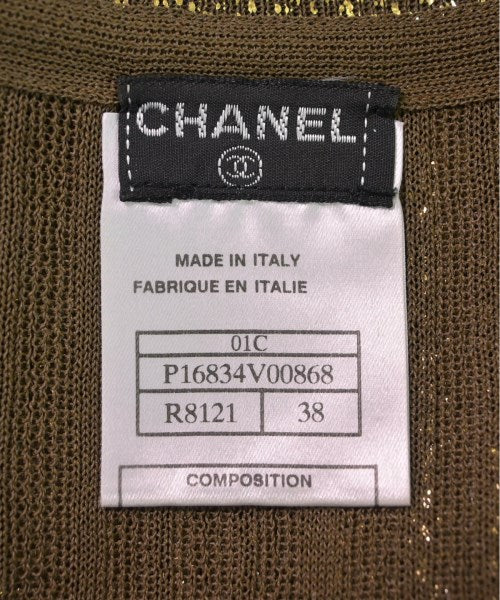 CHANEL
MADE IN ITALY
FABRIQUE EN ITALIE
01C
P16834V00868
R8121 38
COMPOSITION